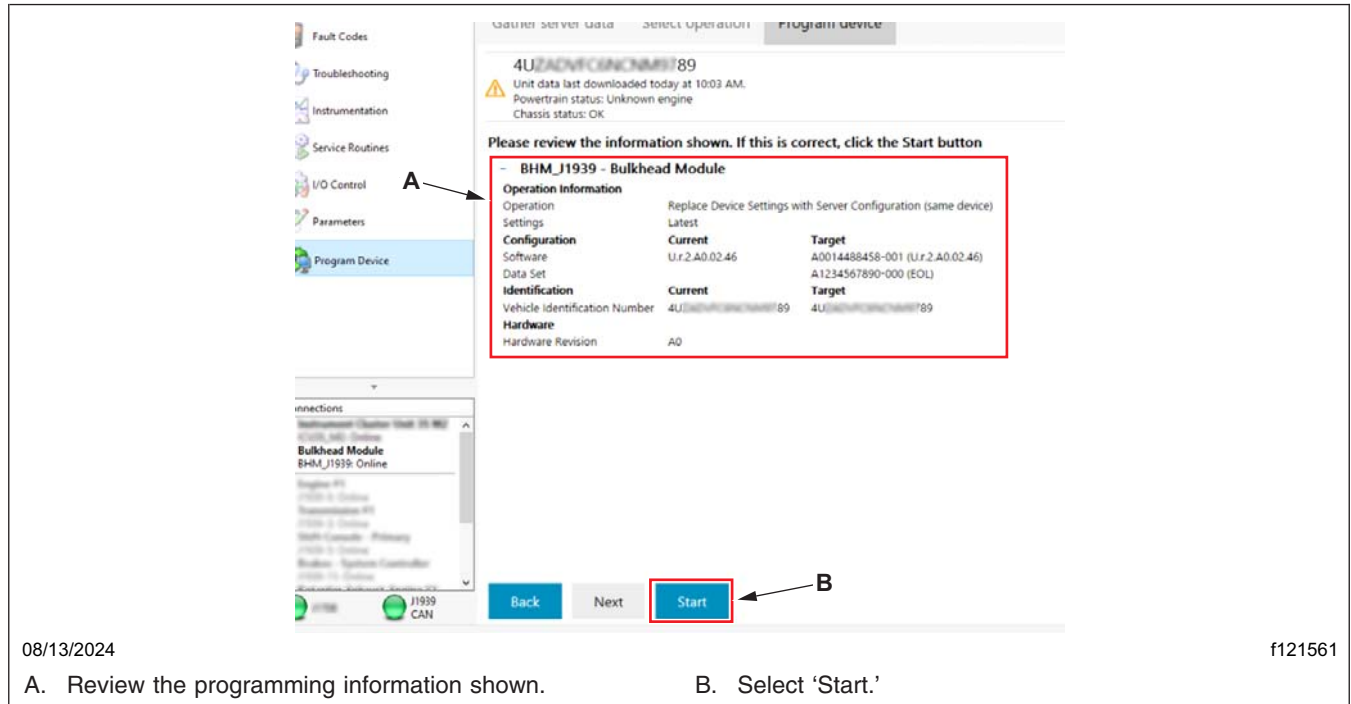 Gather server data Select operation Program device
Fault Codes
Troubleshooting
Instrumentation
Service Routines
I/O Control
Parameters
Program Device
4U 89
Unit data last downloaded today at 10:03 AM.
Powertrain status: Unknown engine
Chassis status: OK
Please review the information shown. If this is correct, click the Start button
A
- BHM_J1939 - Bulkhead Module
Operation Information
Operation Replace Device Settings with Server Configuration (same device)
Settings Latest
Configuration Current Target
Software U.r.2.A0.02.46 A0014488458-001 (U.r.2.A0.02.46)
Data Set A1234567890-000 (EOL)
Identification Current Target
Vehicle Identification Number 4U 89 4U 789
Hardware
Hardware Revision A0
nnections
Bulkhead Module
BHM_J1939: Online
J1939
CAN
Back Next Start
B
08/13/2024 f121561
A. Review the programming information shown. B. Select ‘Start.’